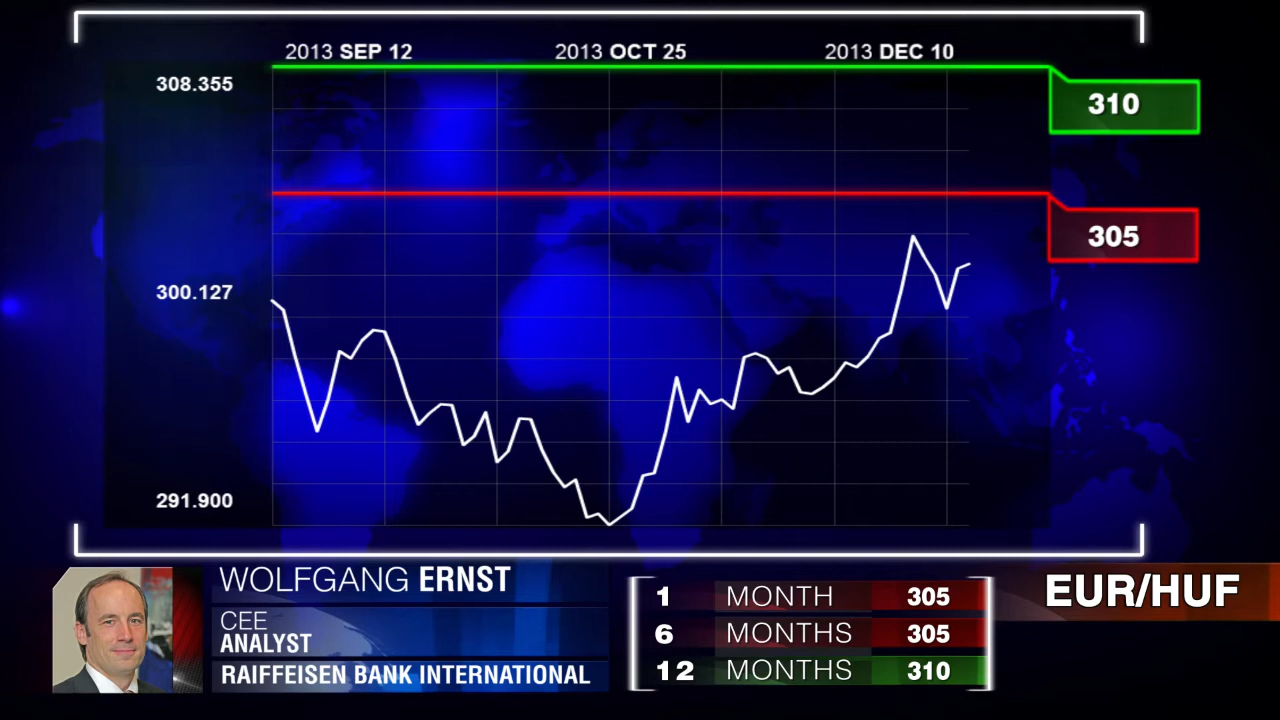 2013 SEP 12 2013 OCT 25 2013 DEC 10
308.355
310
305
300.127
291.900
WOLFGANG ERNST
CEE
ANALYST
RAIFFEISEN BANK INTERNATIONAL
1 MONTH 305
6 MONTHS 305
12 MONTHS 310
EUR/HUF